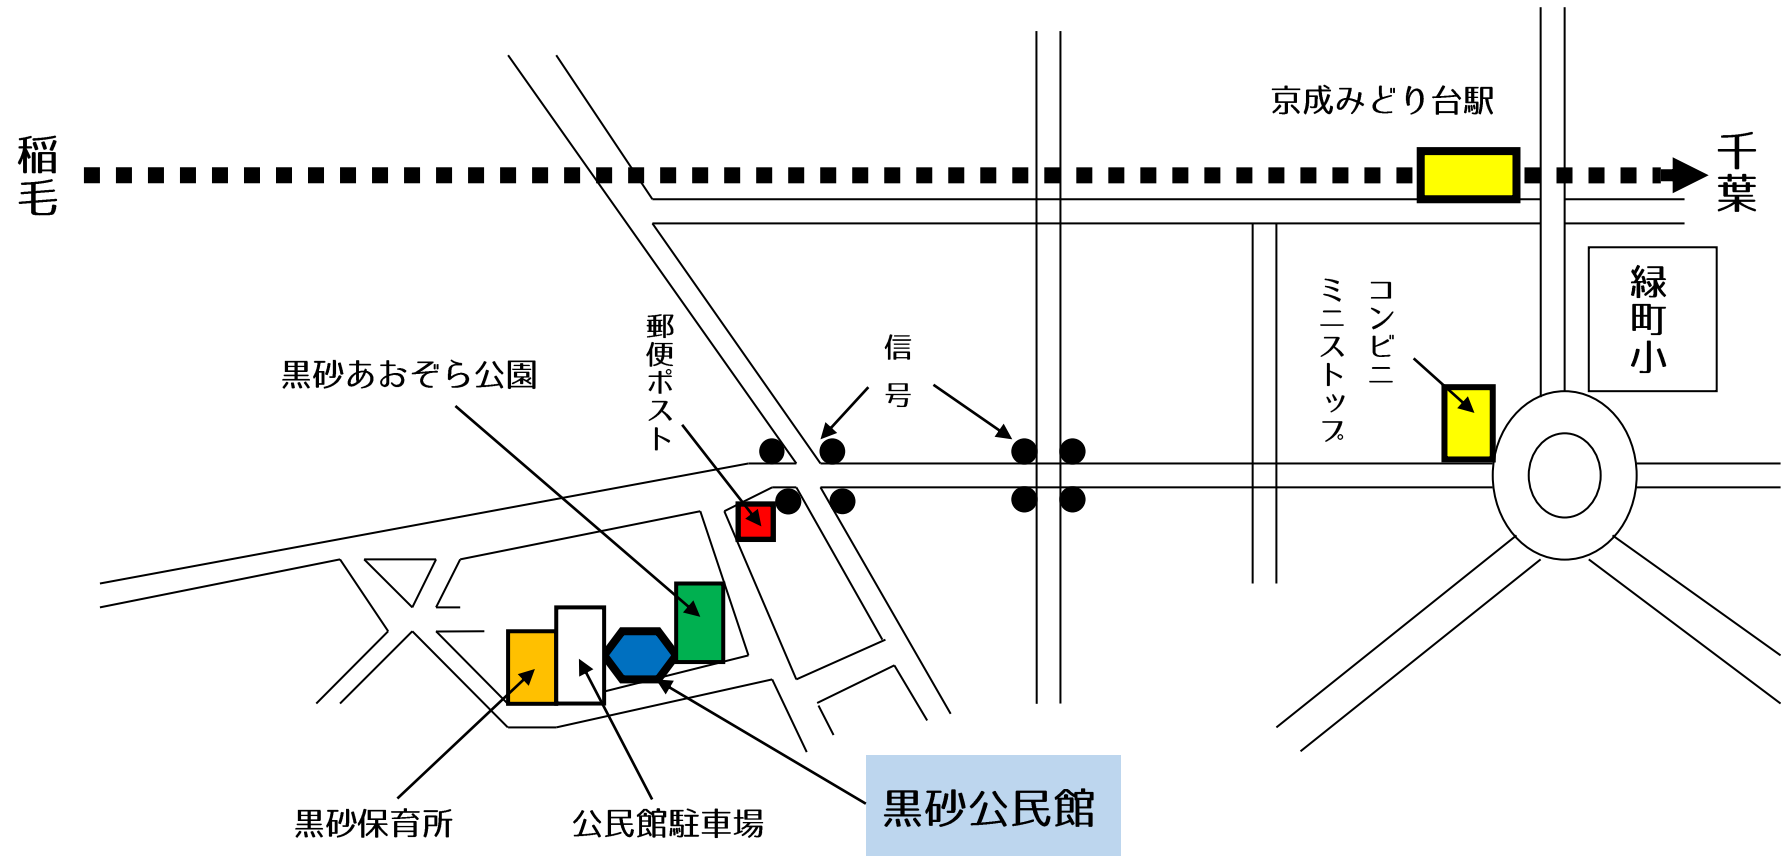 京成みどり台駅
稲毛
千葉
緑町小
コンビニ
ミニストップ
信号
郵便ポスト
黒砂あおぞら公園
黒砂保育所
公民館駐車場
黒砂公民館